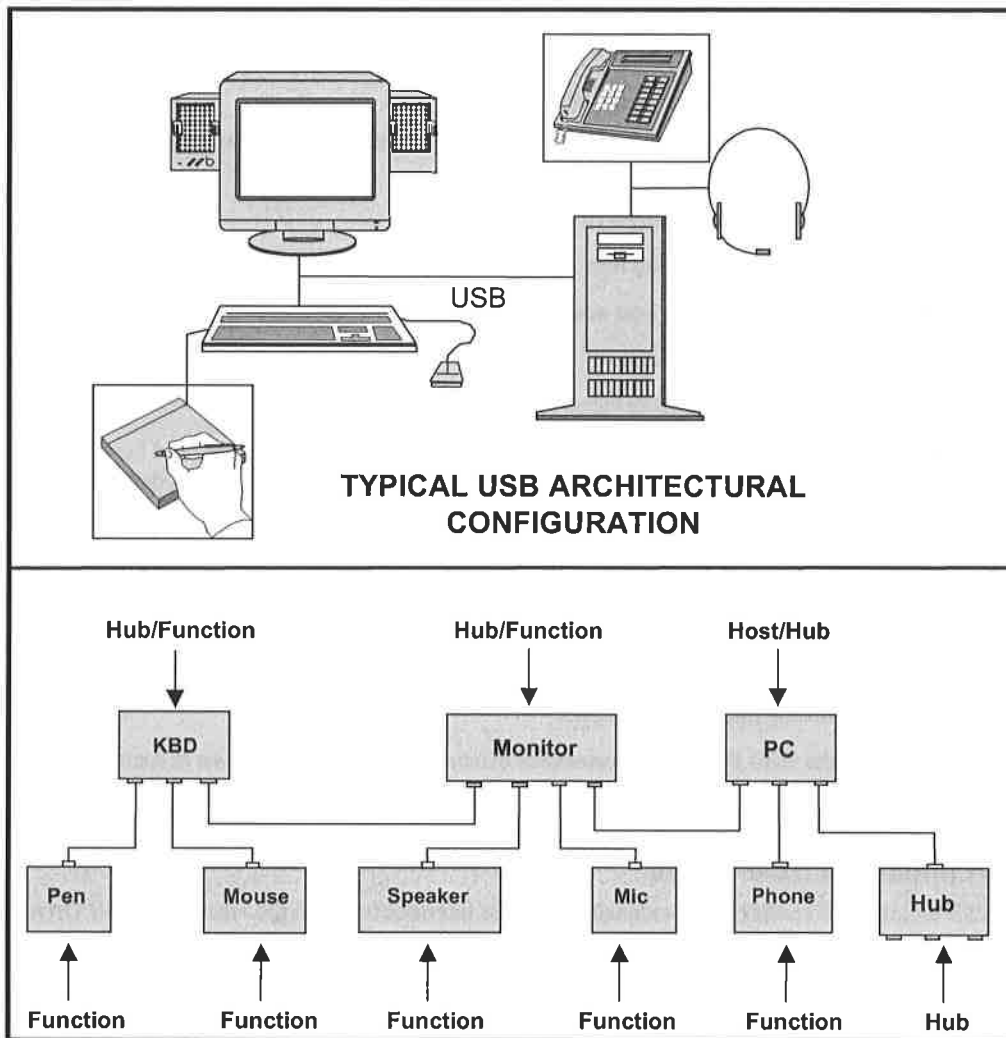 USB
TYPICAL USB ARCHITECTURAL
CONFIGURATION
Hub/Function Hub/Function Host/Hub
KBD Monitor PC
Pen Mouse Speaker Mic Phone Hub
Function Function Function Function Function Hub